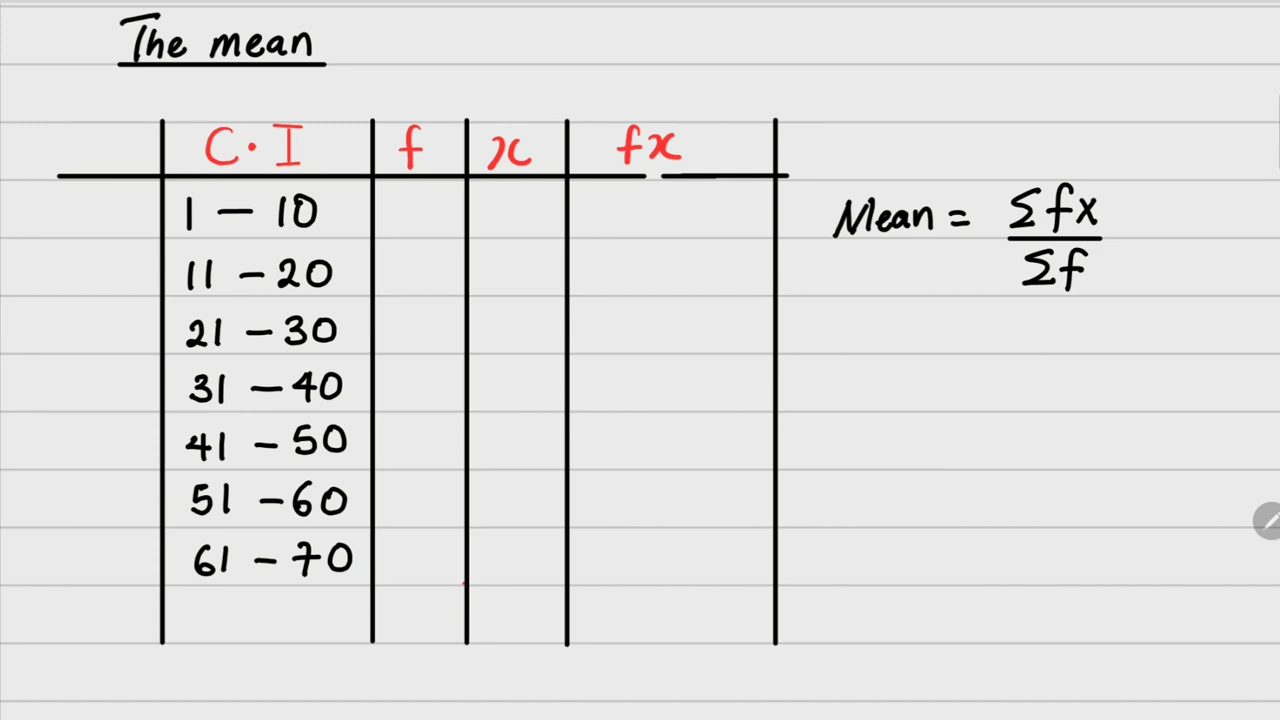 The mean
C·I f x fx
1 – 10
11 – 20
21 – 30
31 – 40
41 – 50
51 – 60
61 – 70
Mean = Σfx
Σf